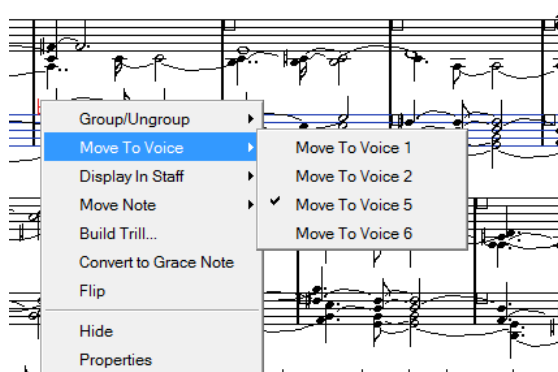 Group/Ungroup
Move To Voice
Display In Staff
Move Note
Build Trill...
Convert to Grace Note
Flip
Hide
Properties
Move To Voice 1
Move To Voice 2
Move To Voice 5
Move To Voice 6